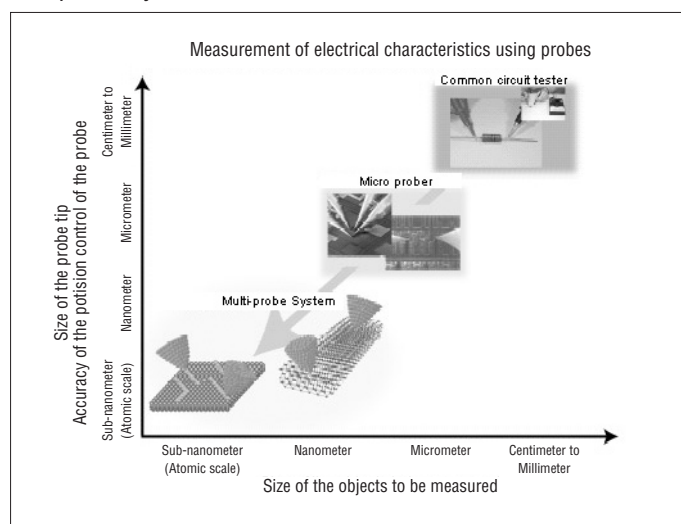 Measurement of electrical characteristics using probes
Common circuit tester
Micro prober
Multi-probe System
Size of the probe tip
Accuracy of the potision control of the probe
Centimeter to
Millimeter
Micrometer
Nanometer
Sub-nanometer
(Atomic scale)
Sub-nanometer
(Atomic scale)
Nanometer
Micrometer
Centimeter to
Millimeter
Size of the objects to be measured